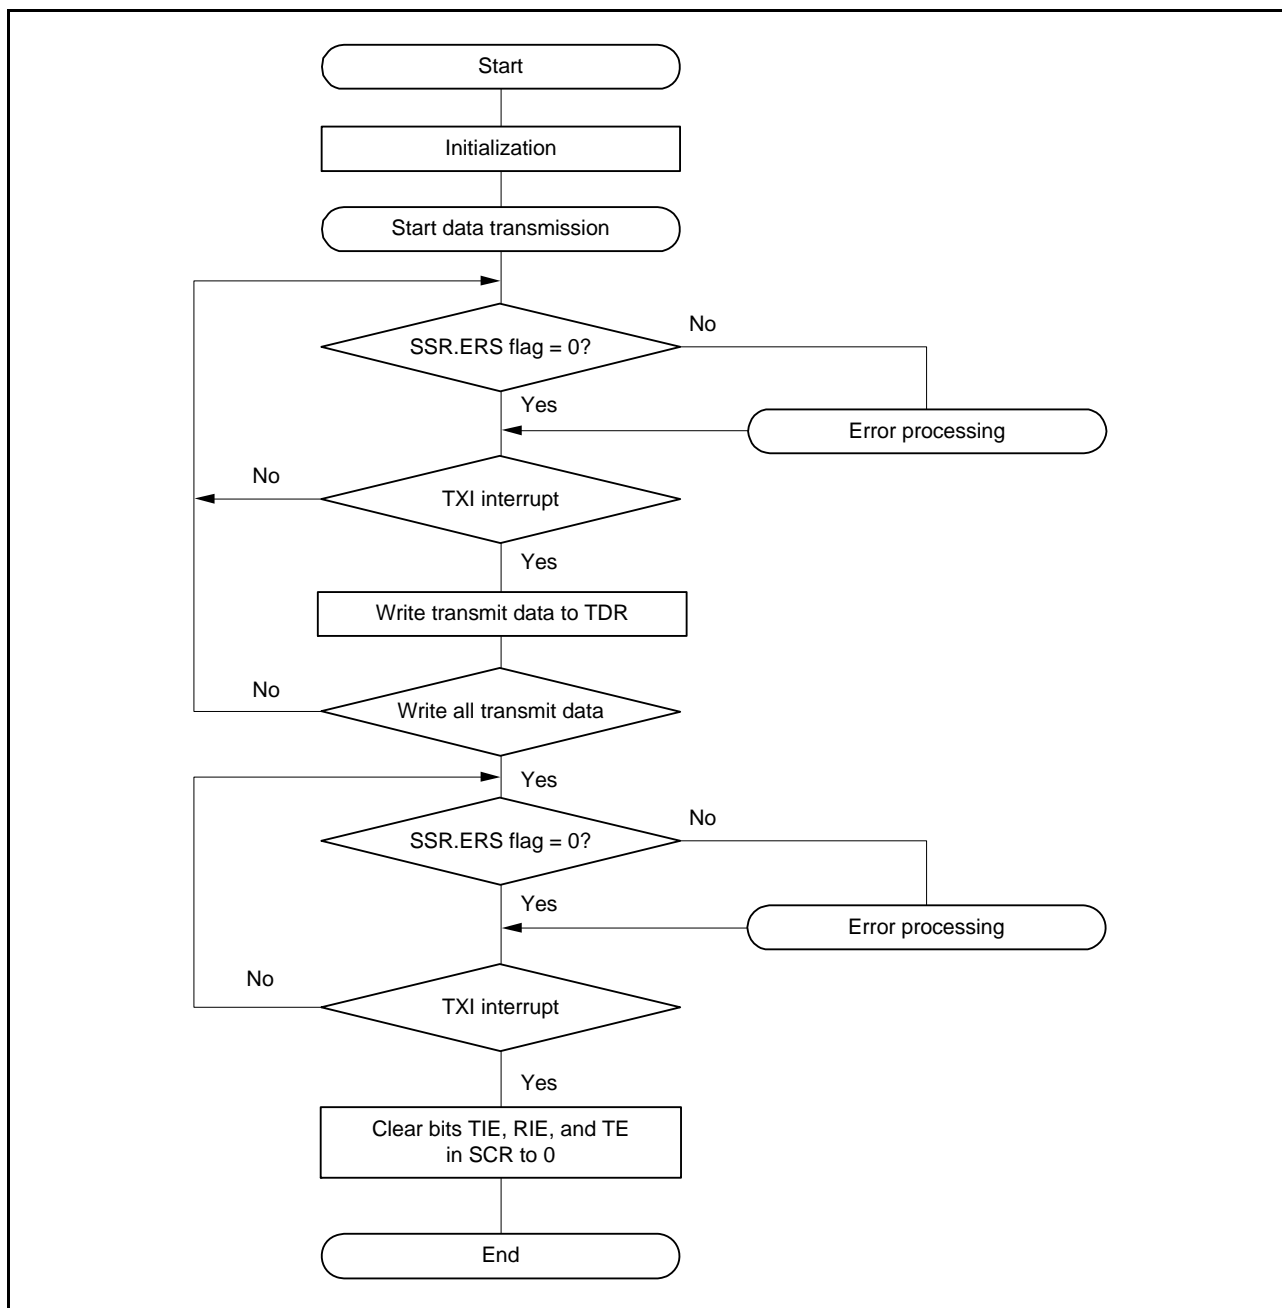 Start
Initialization
Start data transmission
SSR.ERS flag = 0?
No
Yes
Error processing
No
TXI interrupt
Yes
Write transmit data to TDR
No
Write all transmit data
Yes
SSR.ERS flag = 0?
No
Yes
Error processing
No
TXI interrupt
Yes
Clear bits TIE, RIE, and TE
in SCR to 0
End